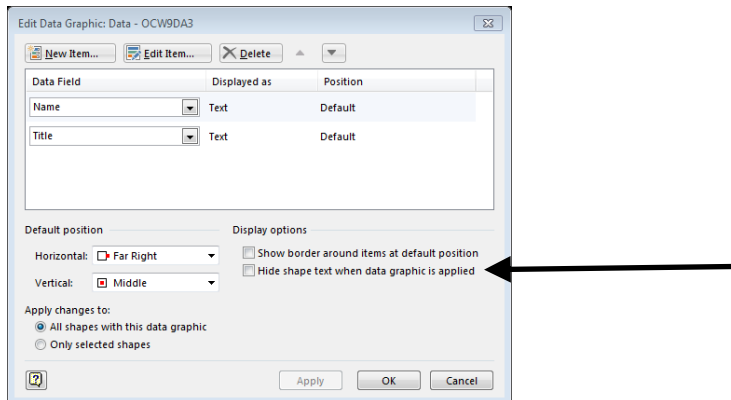 Edit Data Graphic: Data - OCW9DA3
New Item... Edit Item... Delete
Data Field Displayed as Position
Name Text Default
Title Text Default
Default position Display options
Horizontal: Far Right Show border around items at default position
Hide shape text when data graphic is applied
Vertical: Middle
Apply changes to:
All shapes with this data graphic
Only selected shapes
? Apply OK Cancel